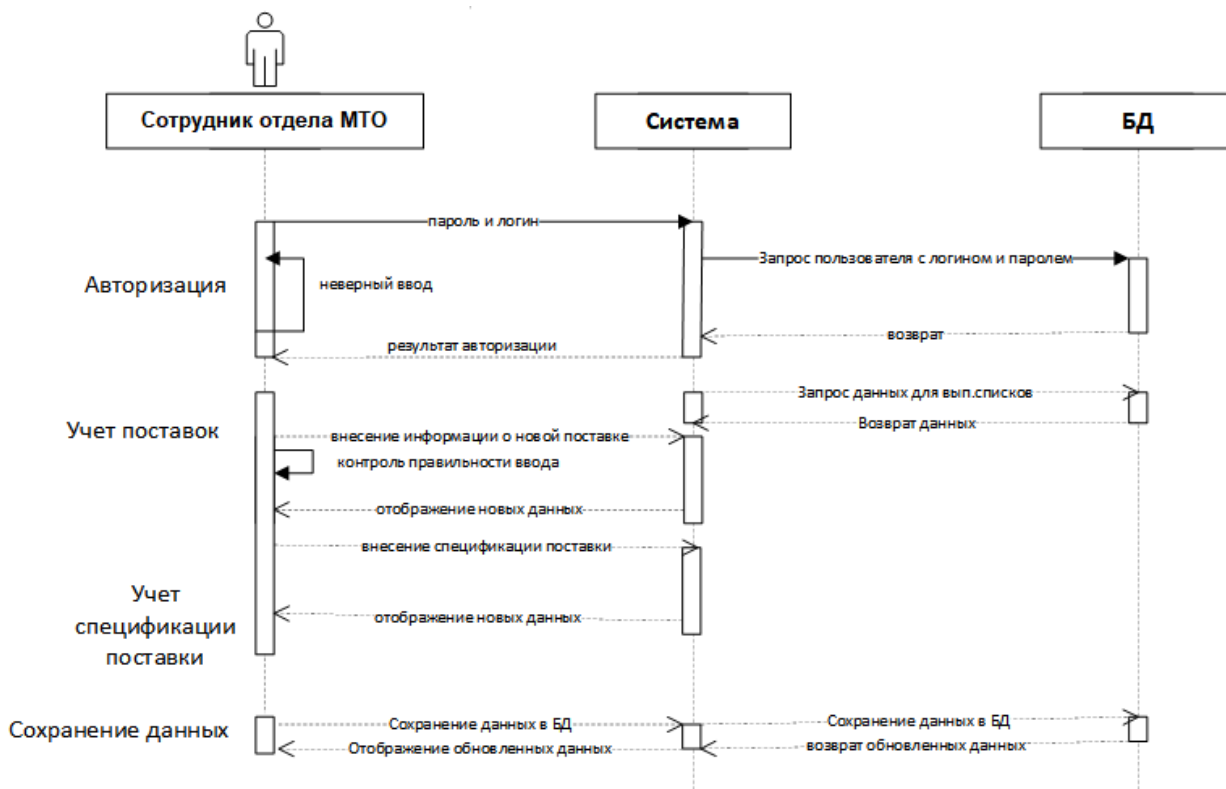 Сотрудник отдела МТО
Система
БД
пароль и логин
Запрос пользователя с логином и паролем
Авторизация
неверный ввод
возврат
результат авторизации
Запрос данных для вып.списков
Возврат данных
Учет поставок
внесение информации о новой поставке
контроль правильности ввода
отображение новых данных
внесение спецификации поставки
Учет
спецификации
поставки
отображение новых данных
Сохранение данных
Сохранение данных в БД
Сохранение данных в БД
Отображение обновленных данных
возврат обновленных данных